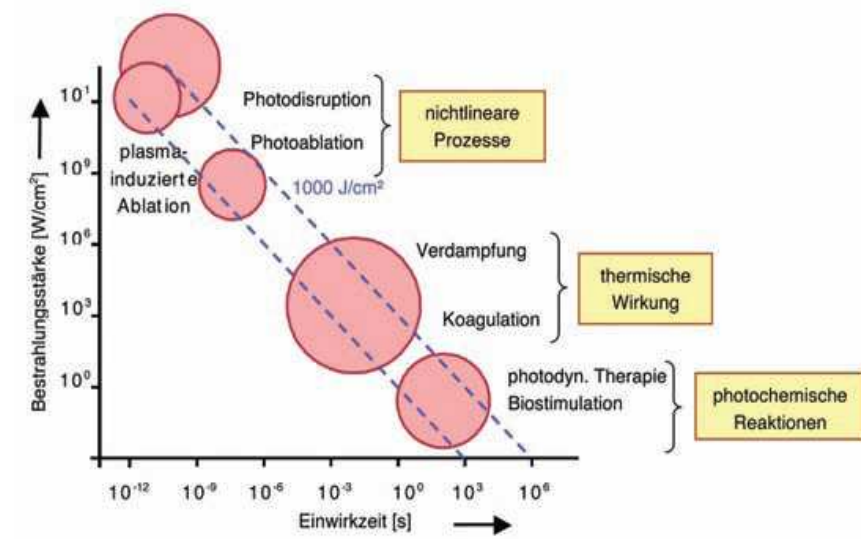 Bestrahlungsstärke [W/cm²]
10¹
10⁹
10⁶
10³
10⁰
Photodisruption
Photoablation
nichtlineare
Prozesse
plasma-
induzierte
Ablation
1000 J/cm²
Verdampfung
Koagulation
thermische
Wirkung
photodyn. Therapie
Biostimulation
photochemische
Reaktionen
10⁻¹² 10⁻⁹ 10⁻⁶ 10⁻³ 10⁰ 10³ 10⁶
Einwirkzeit [s]